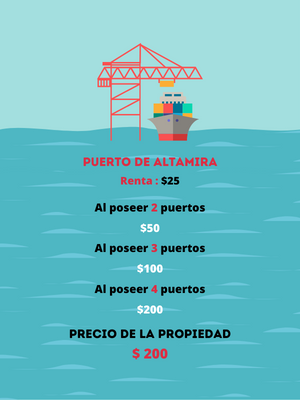 PUERTO DE ALTAMIRA
Renta : $25
Al poseer 2 puertos
$50
Al poseer 3 puertos
$100
Al poseer 4 puertos
$200
PRECIO DE LA PROPIEDAD
$ 200